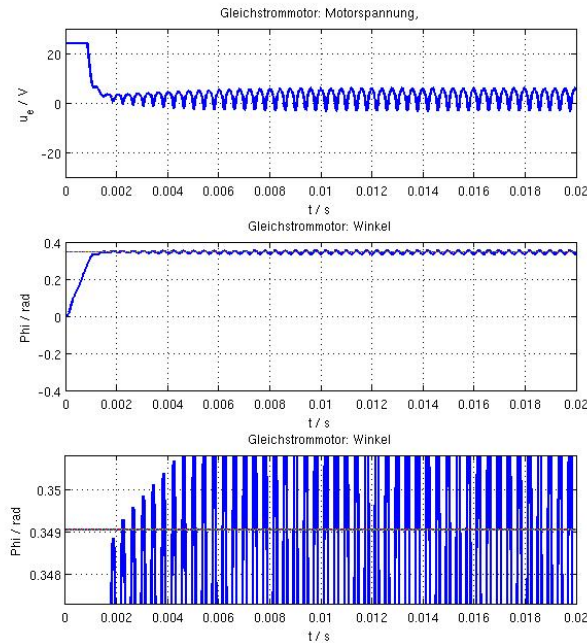 Gleichstrommotor: Motorspannung,
20
0
-20
u_e / V
0 0.002 0.004 0.006 0.008 0.01 0.012 0.014 0.016 0.018 0.02
t / s
Gleichstrommotor: Winkel
0.4
0.2
0
-0.2
-0.4
Phi / rad
0 0.002 0.004 0.006 0.008 0.01 0.012 0.014 0.016 0.018 0.02
t / s
Gleichstrommotor: Winkel
0.35
0.349
0.348
Phi / rad
0 0.002 0.004 0.006 0.008 0.01 0.012 0.014 0.016 0.018 0.02
t / s